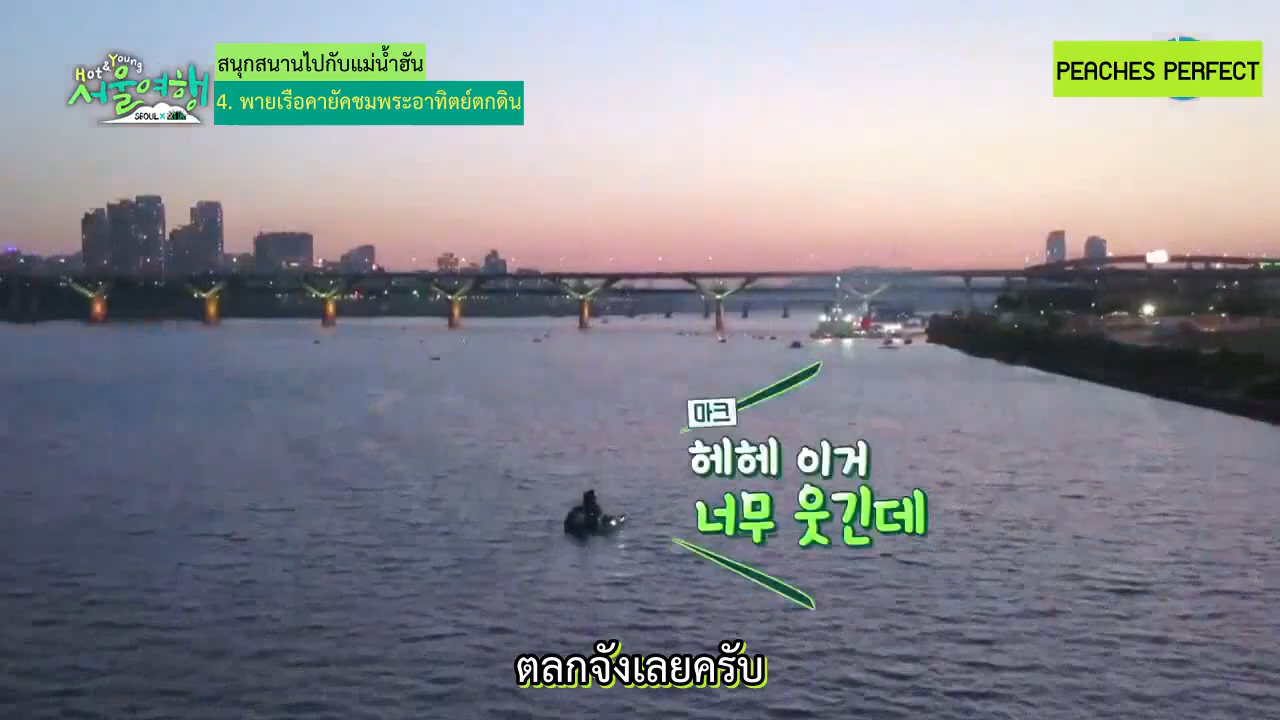 Hot & Young
서울여행
SEOUL X
สนุกสนานไปกับแม่น้ำฮัน
4. พายเรือคายัคชมพระอาทิตย์ตกดิน
PEACHES PERFECT
마크
헤헤 이거
너무 웃긴데
ตลกจังเลยครับ